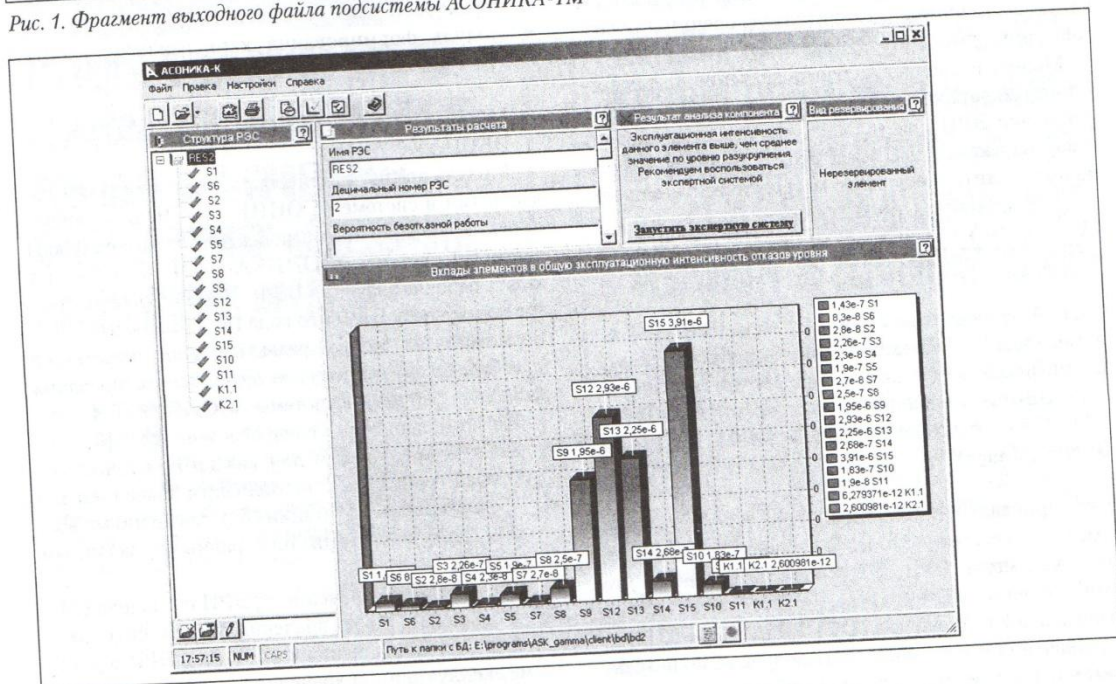 Рис. 1. Фрагмент выходного файла подсистемы АСОНИКА-ТМ
АСОНИКА-К
Файл Правка Настройки Справка
Структура РЭС
RES2
S1
S6
S2
S3
S4
S5
S7
S8
S9
S12
S13
S14
S15
S10
S11
K1.1
K2.1
Результаты расчета
Имя РЭС
RES2
Децимальный номер РЭС
2
Вероятность безотказной работы
Результат анализа компонента
Эксплуатационная интенсивность
данного элемента выше, чем среднее
значение по уровню разукрупнения.
Рекомендуем воспользоваться
экспертной системой
Запустить экспертную систему
Вид резервирования
Нерезервированный
элемент
Вклады элементов в общую эксплуатационную интенсивность отказов уровня
S15 3,91e-6
S12 2,93e-6
S13 2,25e-6
S9 1,95e-6
S3 2,26e-7
S5 1,9e-7
S8 2,5e-7
S14 2,68e-
S10 1,83e-7
S1 1,
S6 8
S2 2,8e-8
S4 2,3e-8
S7 2,7e-8
K1.1
K2.1 2,600981e-12
S1 S6 S2 S3 S4 S5 S7 S8 S9 S12 S13 S14 S15 S10 S11 K1.1 K2.1
0
0
0
0
0
1,43e-7 S1
8,3e-8 S6
2,8e-8 S2
2,26e-7 S3
2,3e-8 S4
1,9e-7 S5
2,7e-8 S7
2,5e-7 S8
1,95e-6 S9
2,93e-6 S12
2,25e-6 S13
2,68e-7 S14
3,91e-6 S15
1,83e-7 S10
1,9e-8 S11
6,279371e-12 K1.1
2,600981e-12 K2.1
17:57:15 NUM CAPS Путь к папки с БД: E:\programs\ASK_gamma\client\bd\bd2